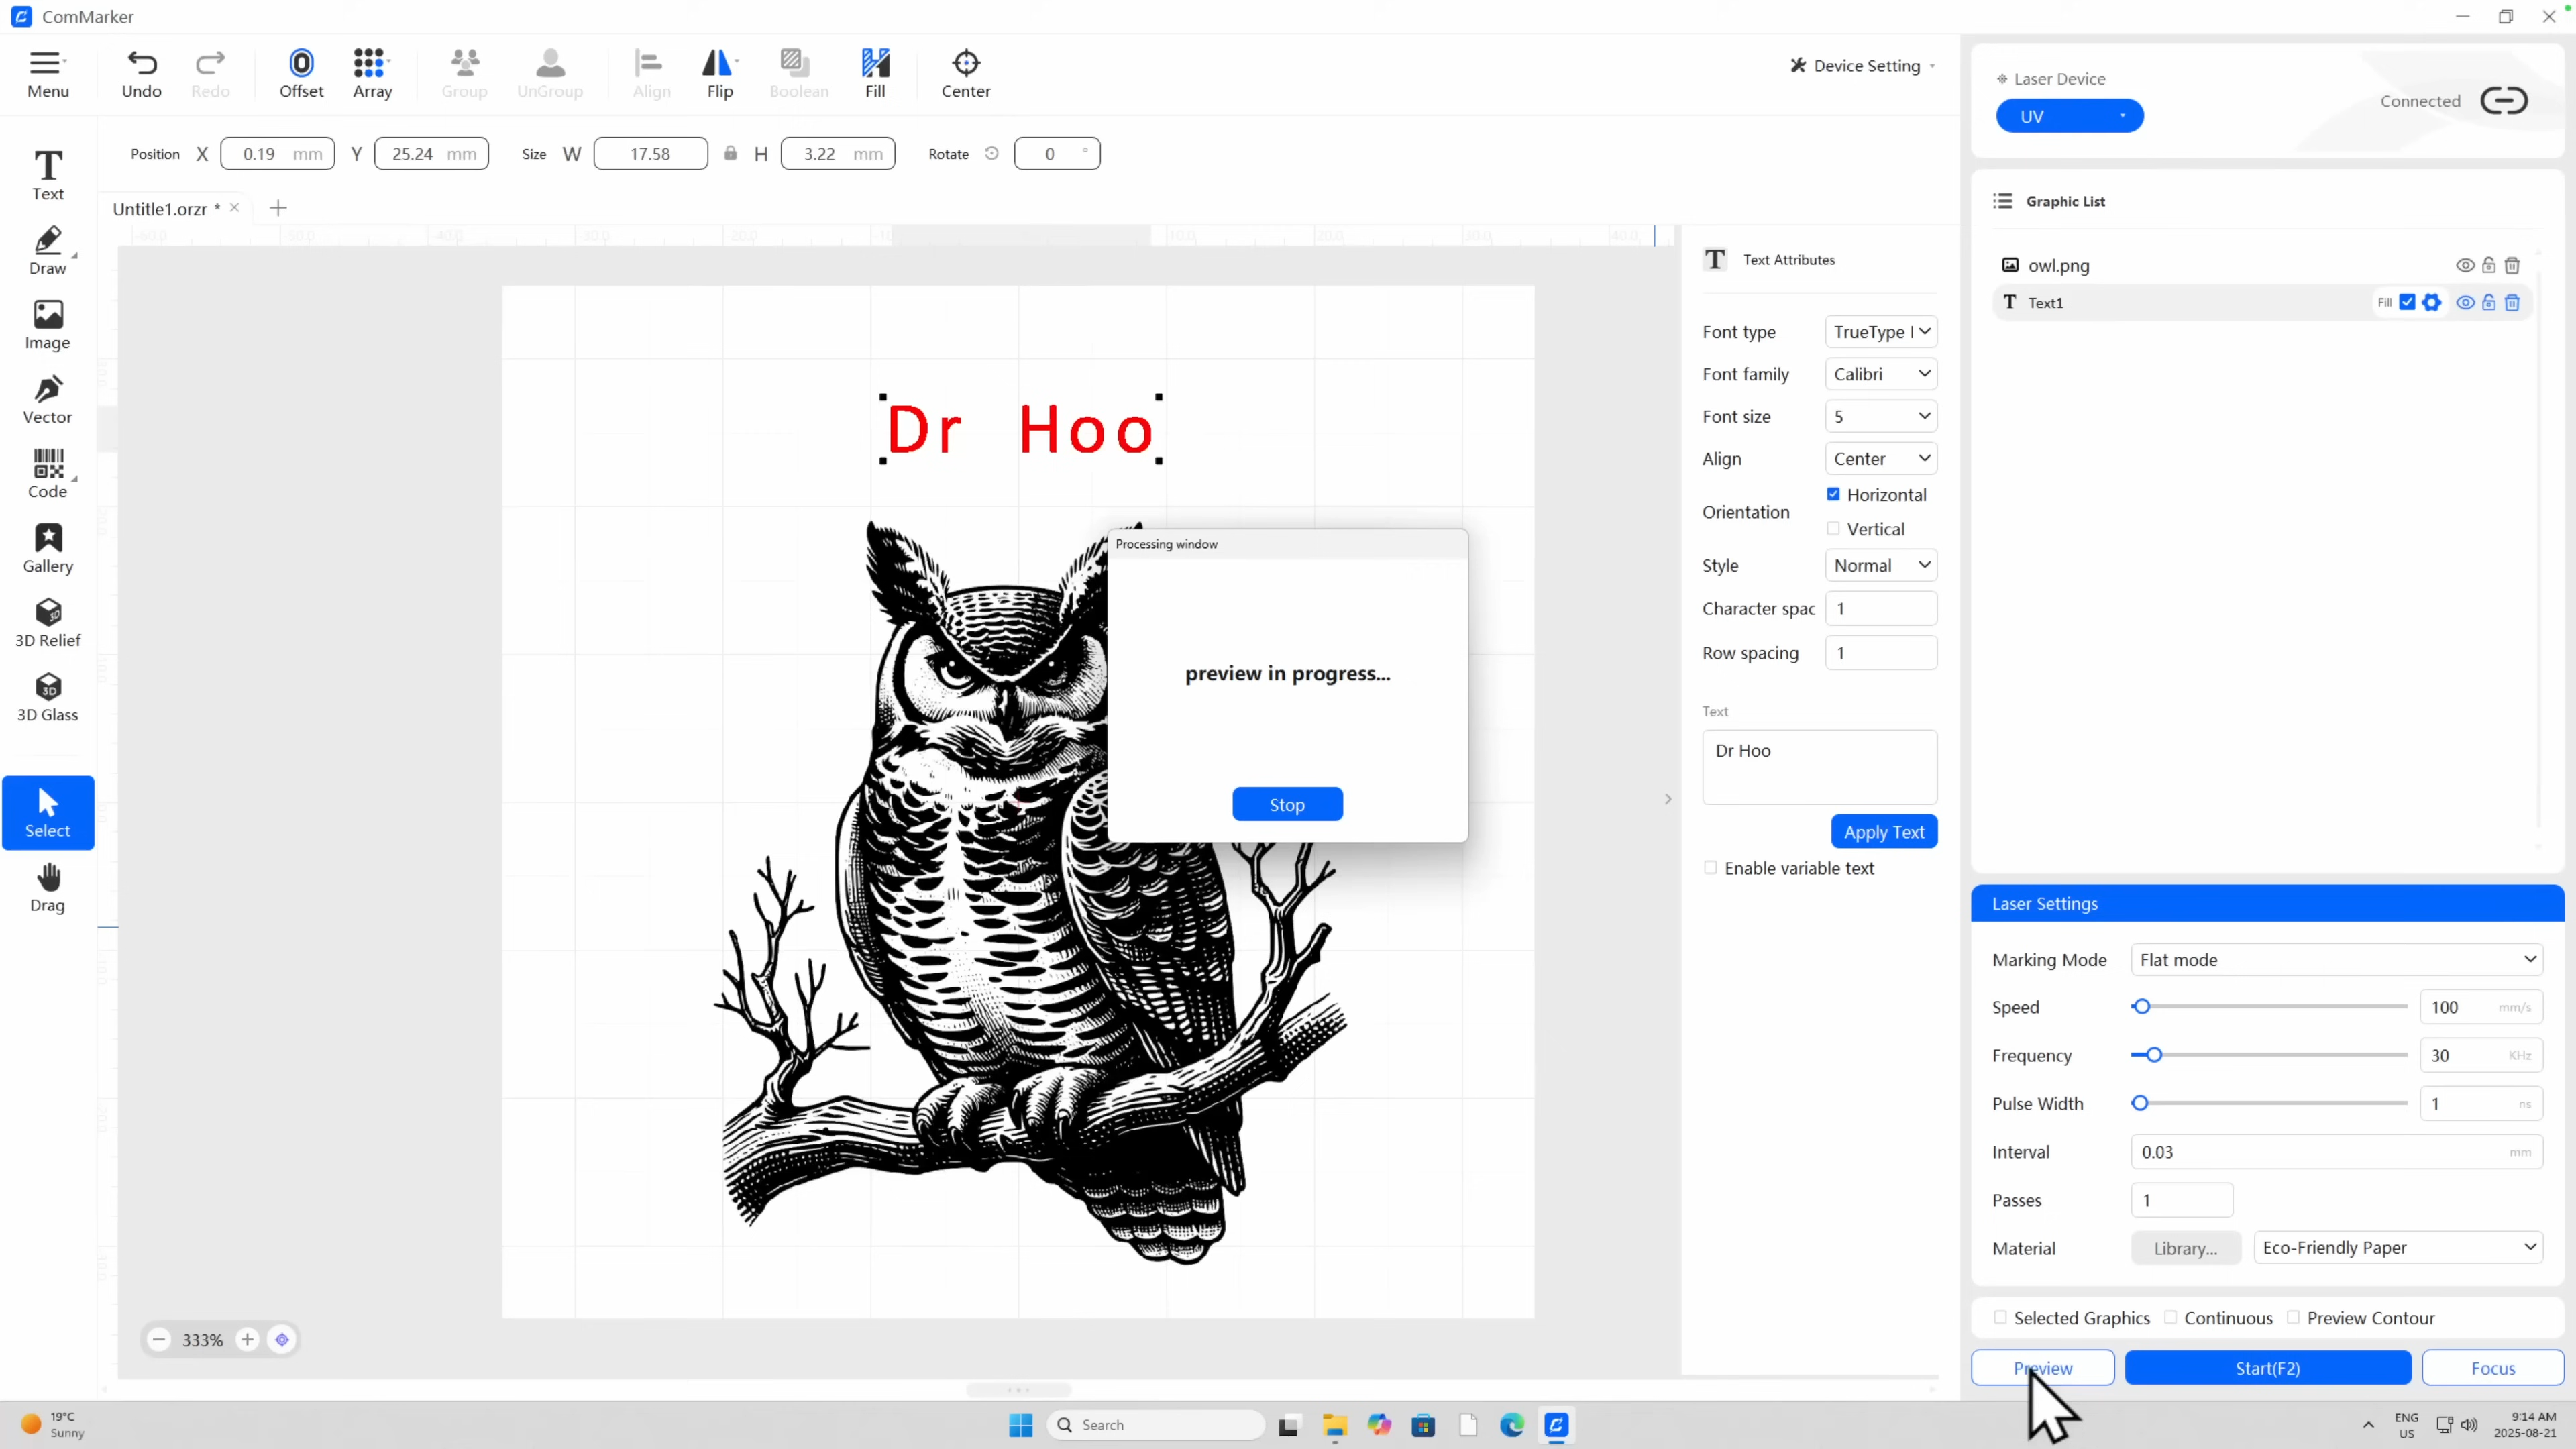 ComMarker
Menu
Undo
Redo
Offset
Array
Group
UnGroup
Align
Flip
Boolean
Fill
Center
Device Setting
Laser Device
UV
Connected
Position X 0.19 mm Y 25.24 mm Size W 17.58 H 3.22 mm Rotate 0 °
Untitle1.orzr *
Text
Draw
Image
Vector
Code
Gallery
3D Relief
3D Glass
Select
Drag
Dr Hoo
Processing window
preview in progress...
Stop
333%
Text Attributes
Font type TrueType
Font family Calibri
Font size 5
Align Center
Orientation
Horizontal
Vertical
Style Normal
Character spac 1
Row spacing 1
Text
Dr Hoo
Apply Text
Enable variable text
Graphic List
owl.png
Text1 Fill
Laser Settings
Marking Mode Flat mode
Speed 100 mm/s
Frequency 30 KHz
Pulse Width 1 ns
Interval 0.03 mm
Passes 1
Material Library... Eco-Friendly Paper
Selected Graphics Continuous Preview Contour
Preview Start(F2) Focus
19°C
Sunny
Search
ENG
US
9:14 AM
2025-08-21